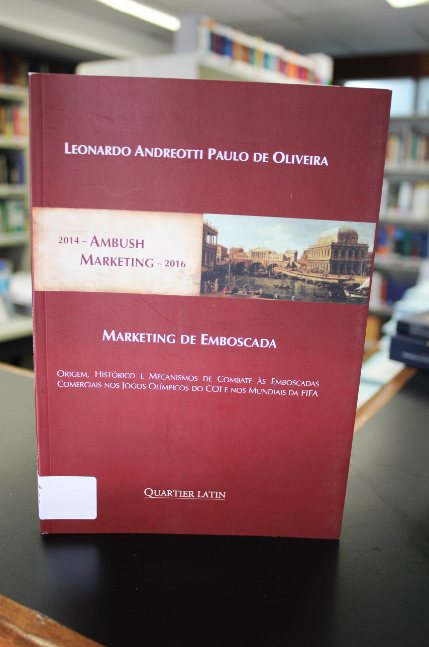 LEONARDO ANDREOTTI PAULO DE OLIVEIRA
2014 – AMBUSH
MARKETING – 2016
MARKETING DE EMBOSCADA
ORIGEM, HISTÓRICO E MECANISMOS DE COMBATE ÀS EMBOSCADAS
COMERCIAIS NOS JOGOS OLÍMPICOS DO COI E NOS MUNDIAIS DA FIFA
QUARTIER LATIN